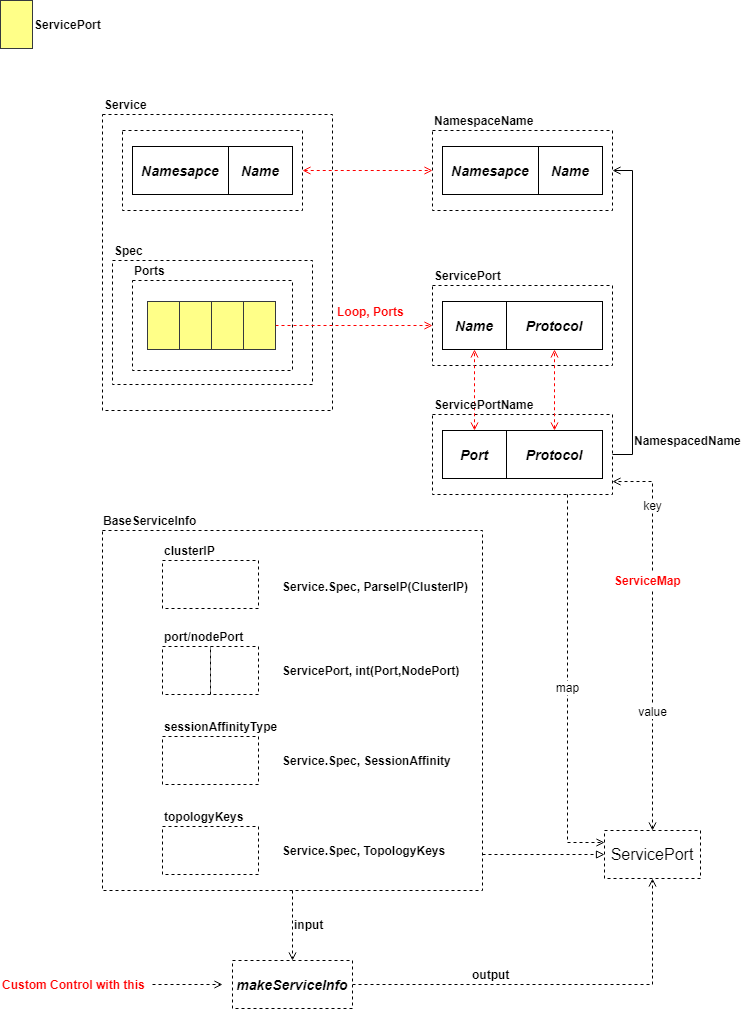 ServicePort
Service
NamespaceName
Namesapce
Name
Namesapce
Name
Spec
Ports
ServicePort
Loop, Ports
Name
Protocol
ServicePortName
Port
Protocol
NamespacedName
key
BaseServiceInfo
clusterIP
Service.Spec, ParseIP(ClusterIP)
ServiceMap
port/nodePort
ServicePort, int(Port,NodePort)
map
value
sessionAffinityType
Service.Spec, SessionAffinity
topologyKeys
Service.Spec, TopologyKeys
ServicePort
input
output
Custom Control with this
makeServiceInfo